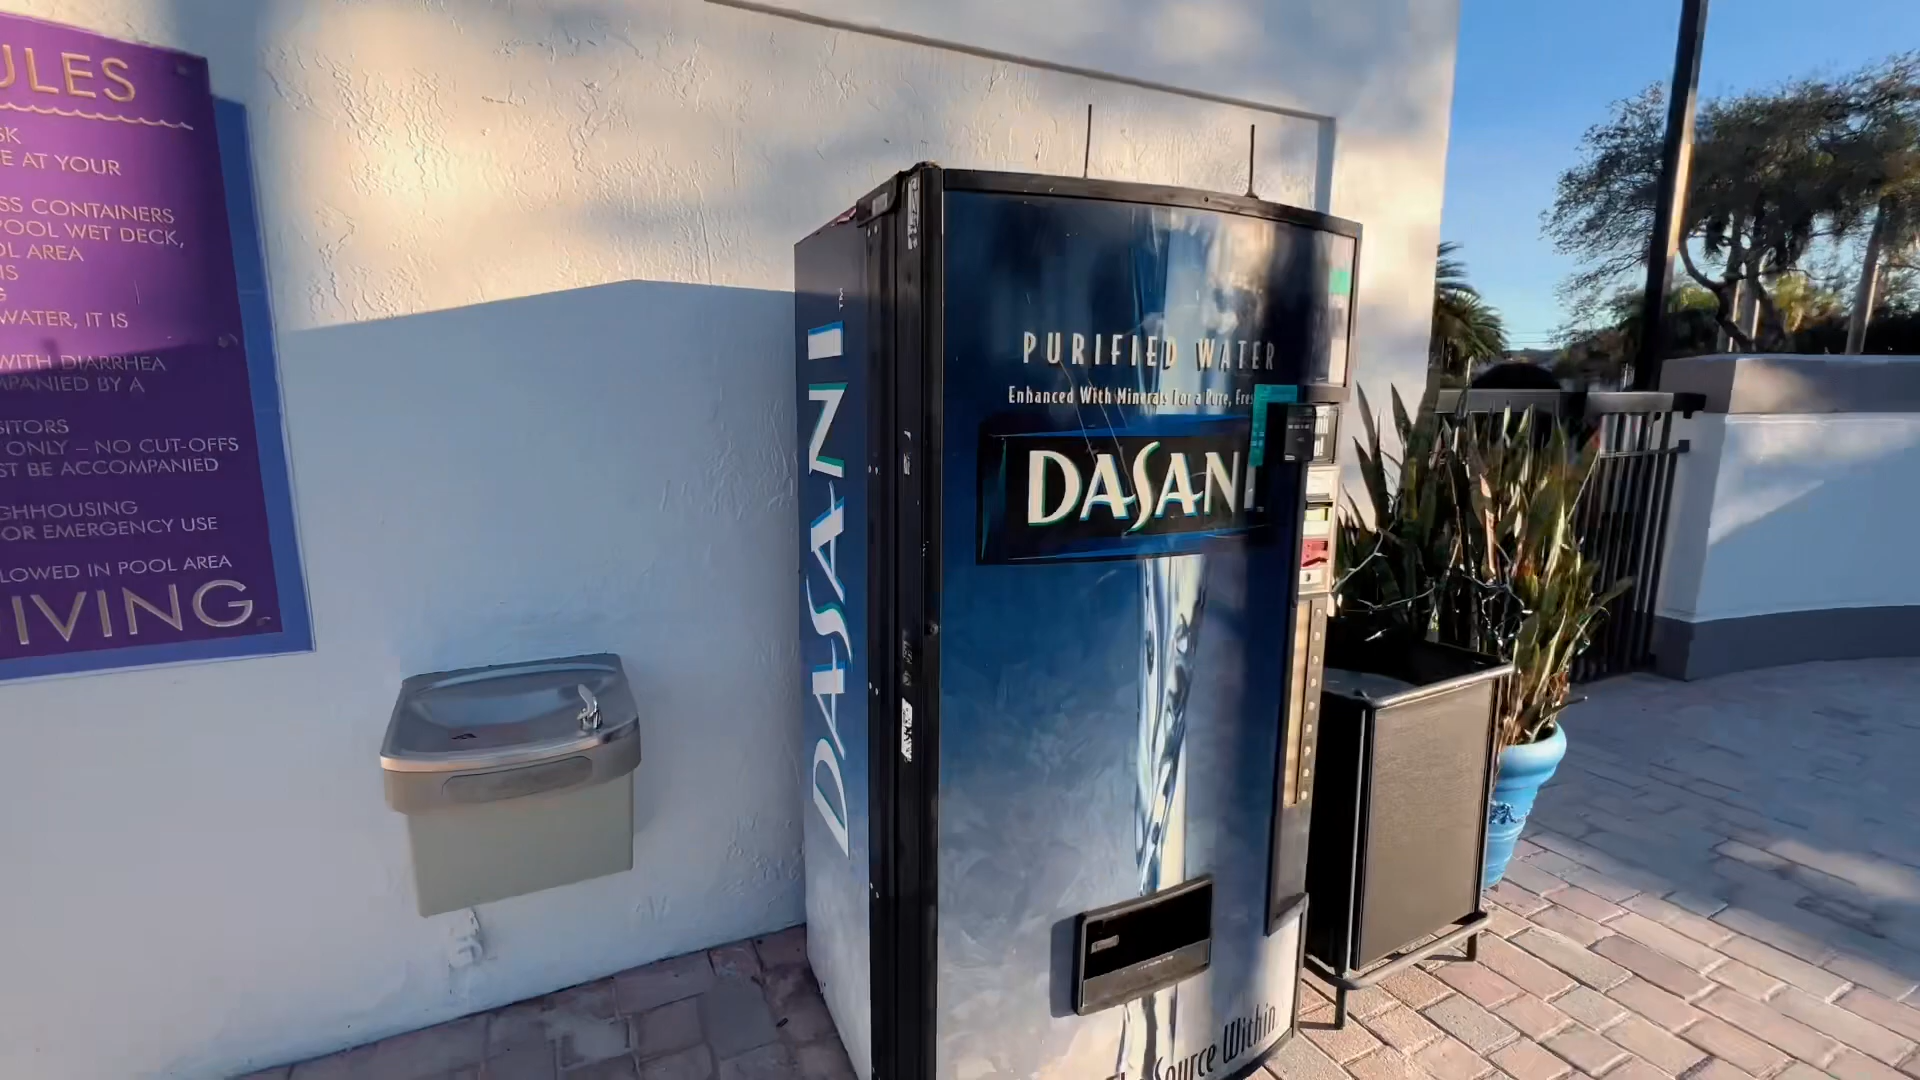 ULES
SK
E AT YOUR
SS CONTAINERS
POOL WET DECK,
OL AREA
IS
G
WATER, IT IS
WITH DIARRHEA
MPANIED BY A
SITORS
ONLY – NO CUT-OFFS
ST BE ACCOMPANIED
GHHOUSING
OR EMERGENCY USE
LOWED IN POOL AREA
IVING
DASANI™
PURIFIED WATER
Enhanced With Minerals For a Pure, Fres
DASANI
Source Within